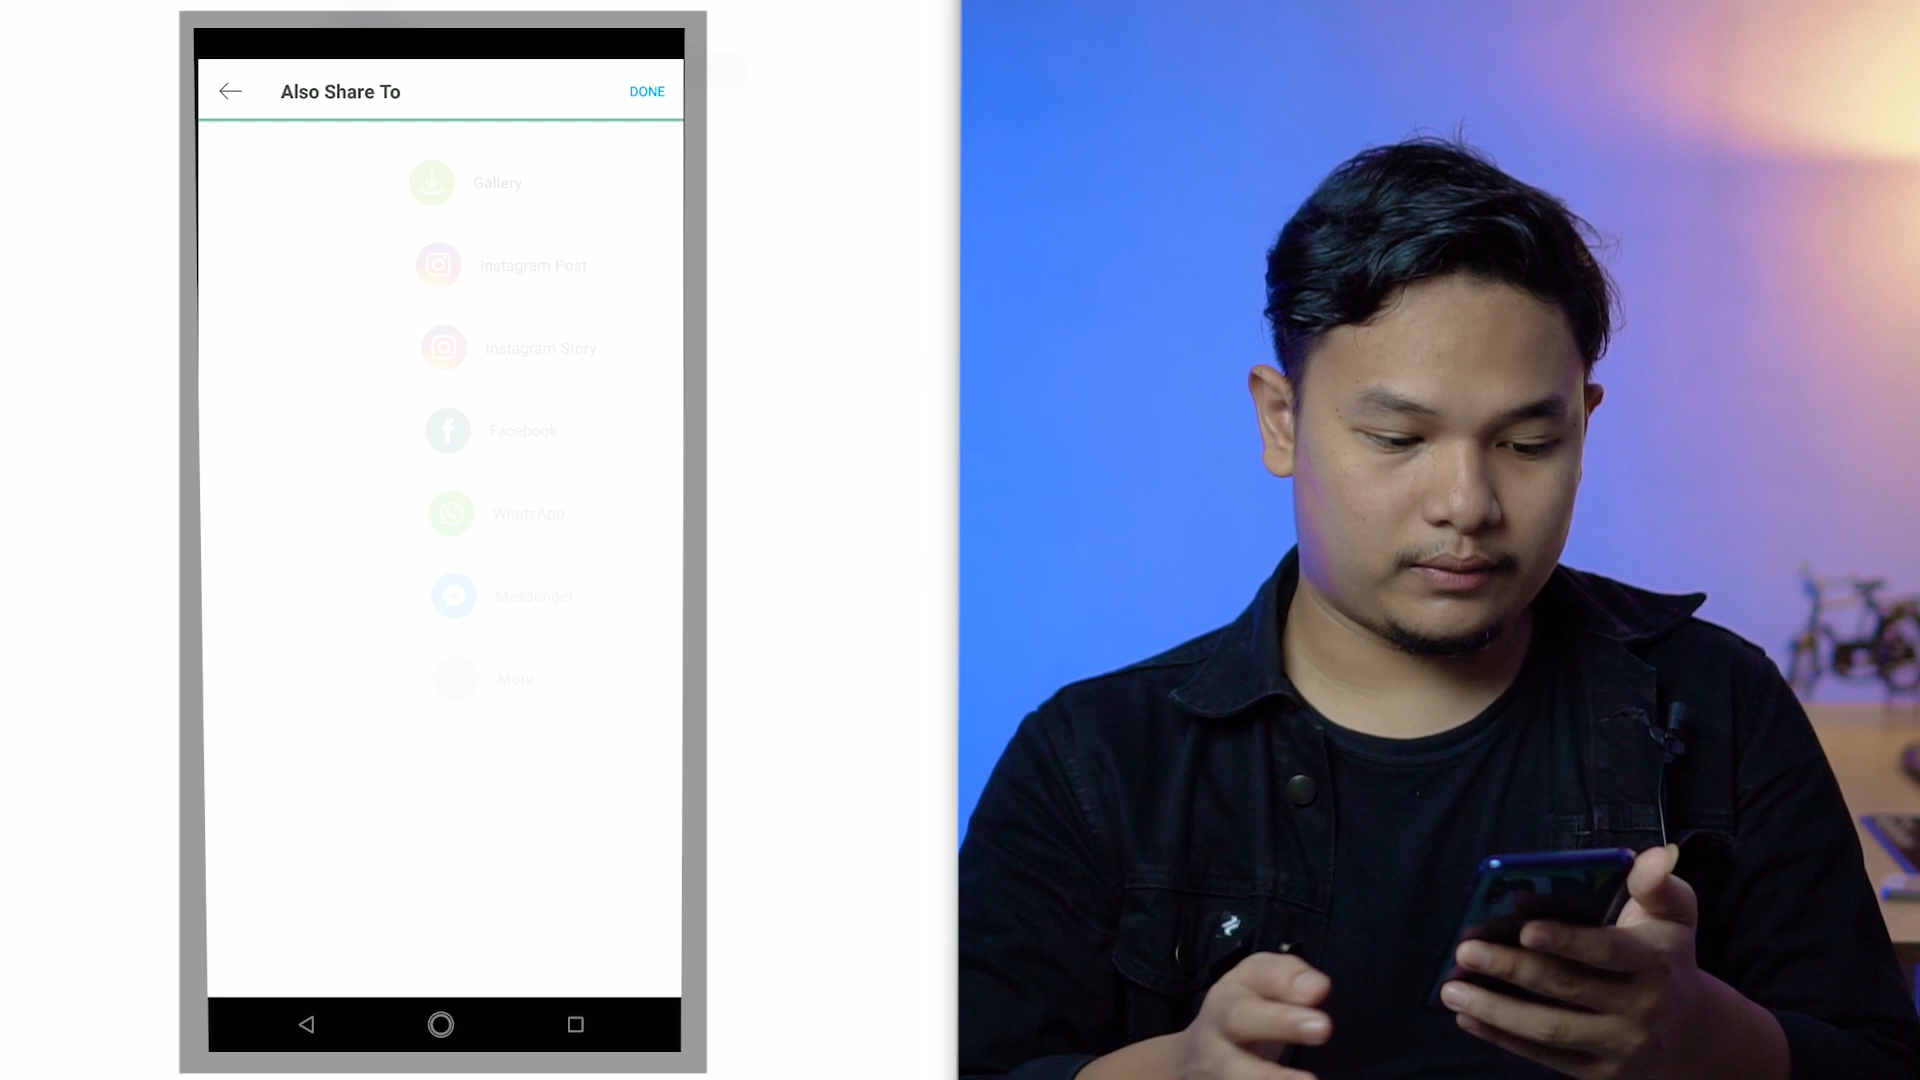 Also Share To
DONE
Gallery
Instagram Post
Instagram Story
Facebook
WhatsApp
Messenger
More